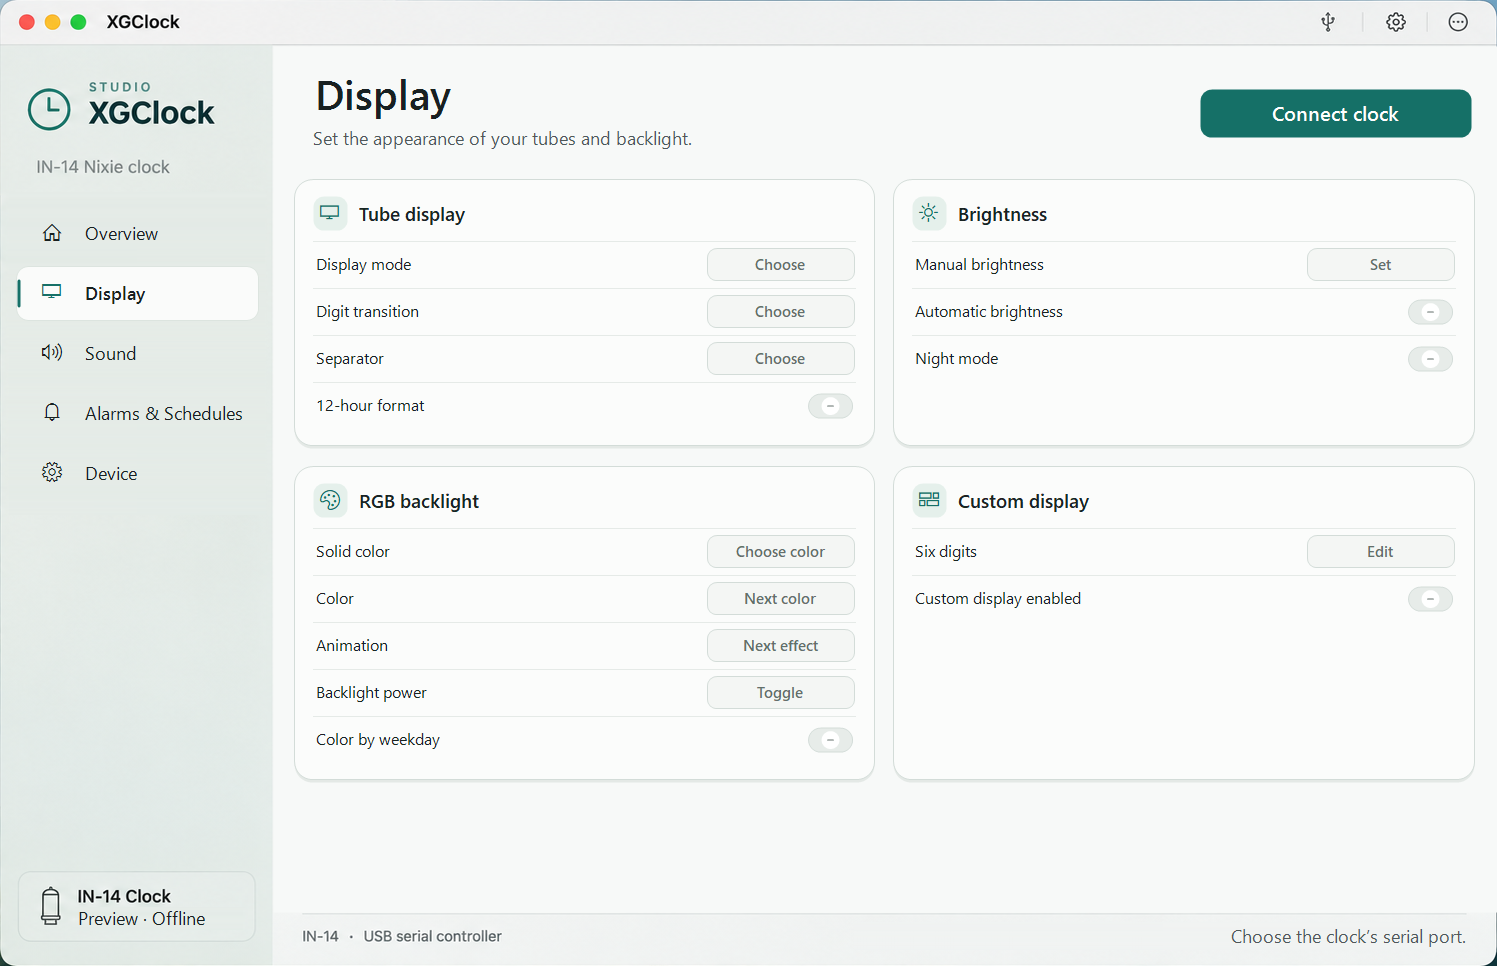 XGClock
STUDIO
XGClock
IN-14 Nixie clock
Overview
Display
Sound
Alarms & Schedules
Device
IN-14 Clock
Preview · Offline
Display
Set the appearance of your tubes and backlight.
Connect clock
Tube display
Display mode
Choose
Digit transition
Choose
Separator
Choose
12-hour format
Brightness
Manual brightness
Set
Automatic brightness
Night mode
RGB backlight
Solid color
Choose color
Color
Next color
Animation
Next effect
Backlight power
Toggle
Color by weekday
Custom display
Six digits
Edit
Custom display enabled
IN-14 · USB serial controller
Choose the clock's serial port.